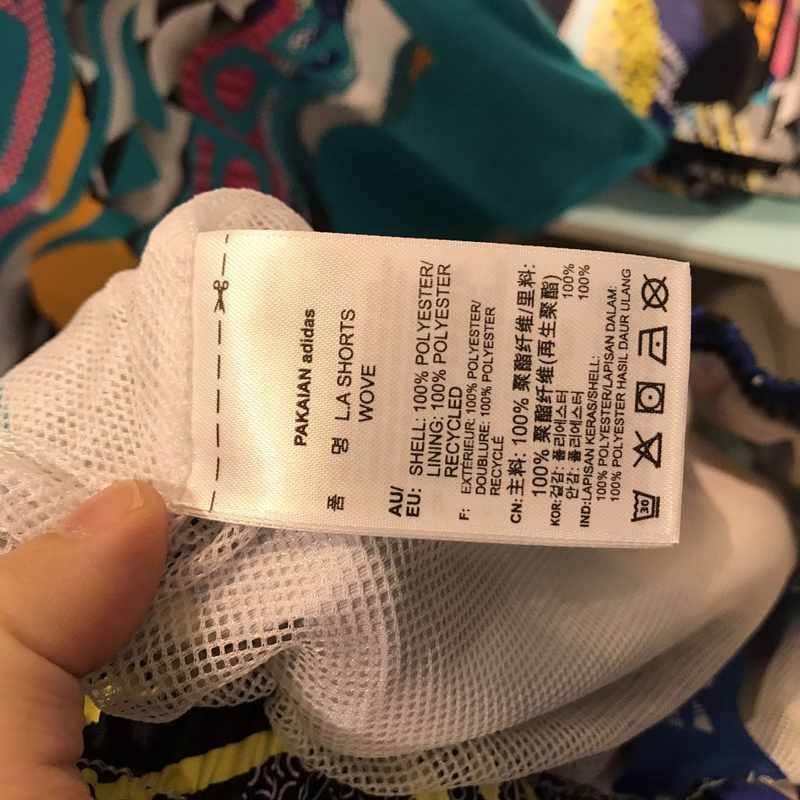 PAKAIAN adidas
품 명 L.A SHORTS
WOVE
AU/
EU: SHELL: 100% POLYESTER/
LINING: 100% POLYESTER
RECYCLED
F: EXTÉRIEUR: 100% POLYESTER/
DOUBLURE: 100% POLYESTER
RECYCLÉ
CN: 主料: 100% 聚酯纤维/里料:
100% 聚酯纤维(再生聚酯)
KOR: 겉감: 폴리에스터 100%
안감: 폴리에스터 100%
IND: LAPISAN KERAS/SHELL:
100% POLYESTER/LAPISAN DALAM:
100% POLYESTER HASIL DAUR ULANG
30